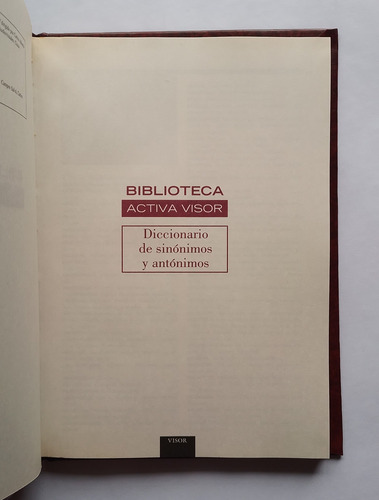 BIBLIOTECA
ACTIVA VISOR
Diccionario
de sinónimos
y antónimos
VISOR